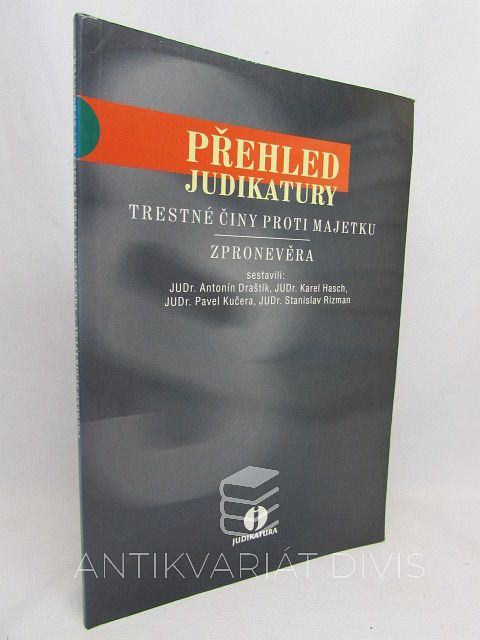 PŘEHLED
JUDIKATURY
TRESTNÉ ČINY PROTI MAJETKU
ZPRONEVĚRA
sestavili:
JUDr. Antonín Draštík, JUDr. Karel Hasch,
JUDr. Pavel Kučera, JUDr. Stanislav Rizman
j
JUDIKATURA
ANTIKVARIÁT DIVIŠ